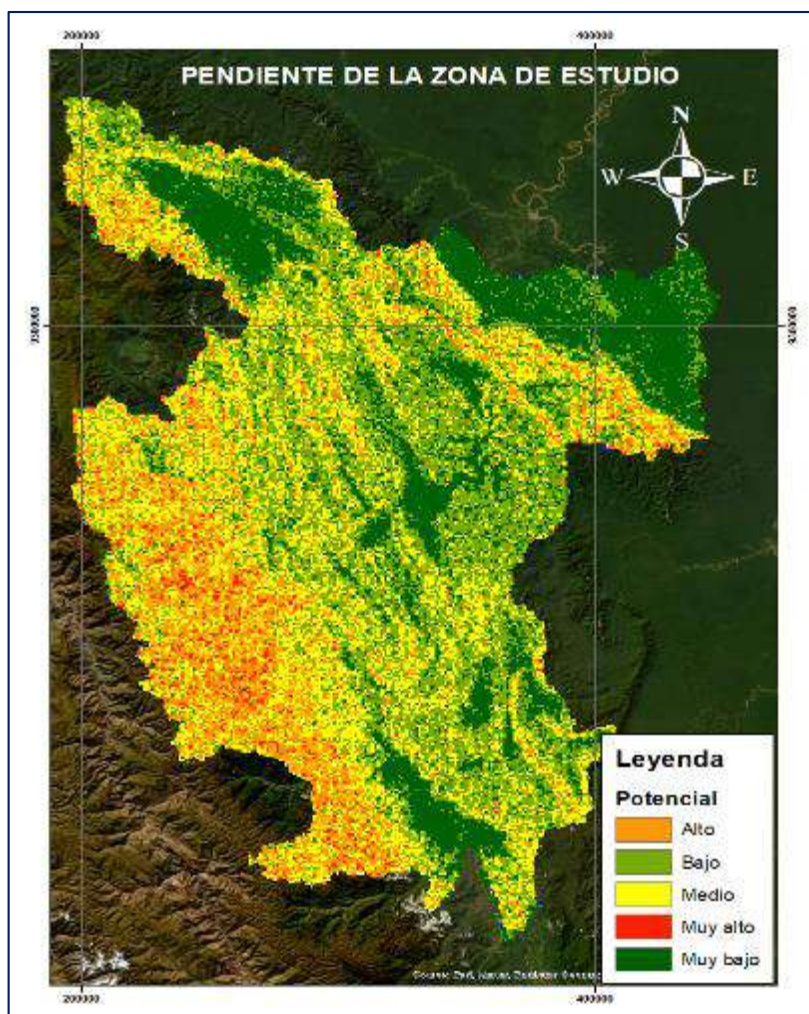 200000 400000
PENDIENTE DE LA ZONA DE ESTUDIO
N
W E
S
Leyenda
Potencial
Alto
Bajo
Medio
Muy alto
Muy bajo
200000 400000